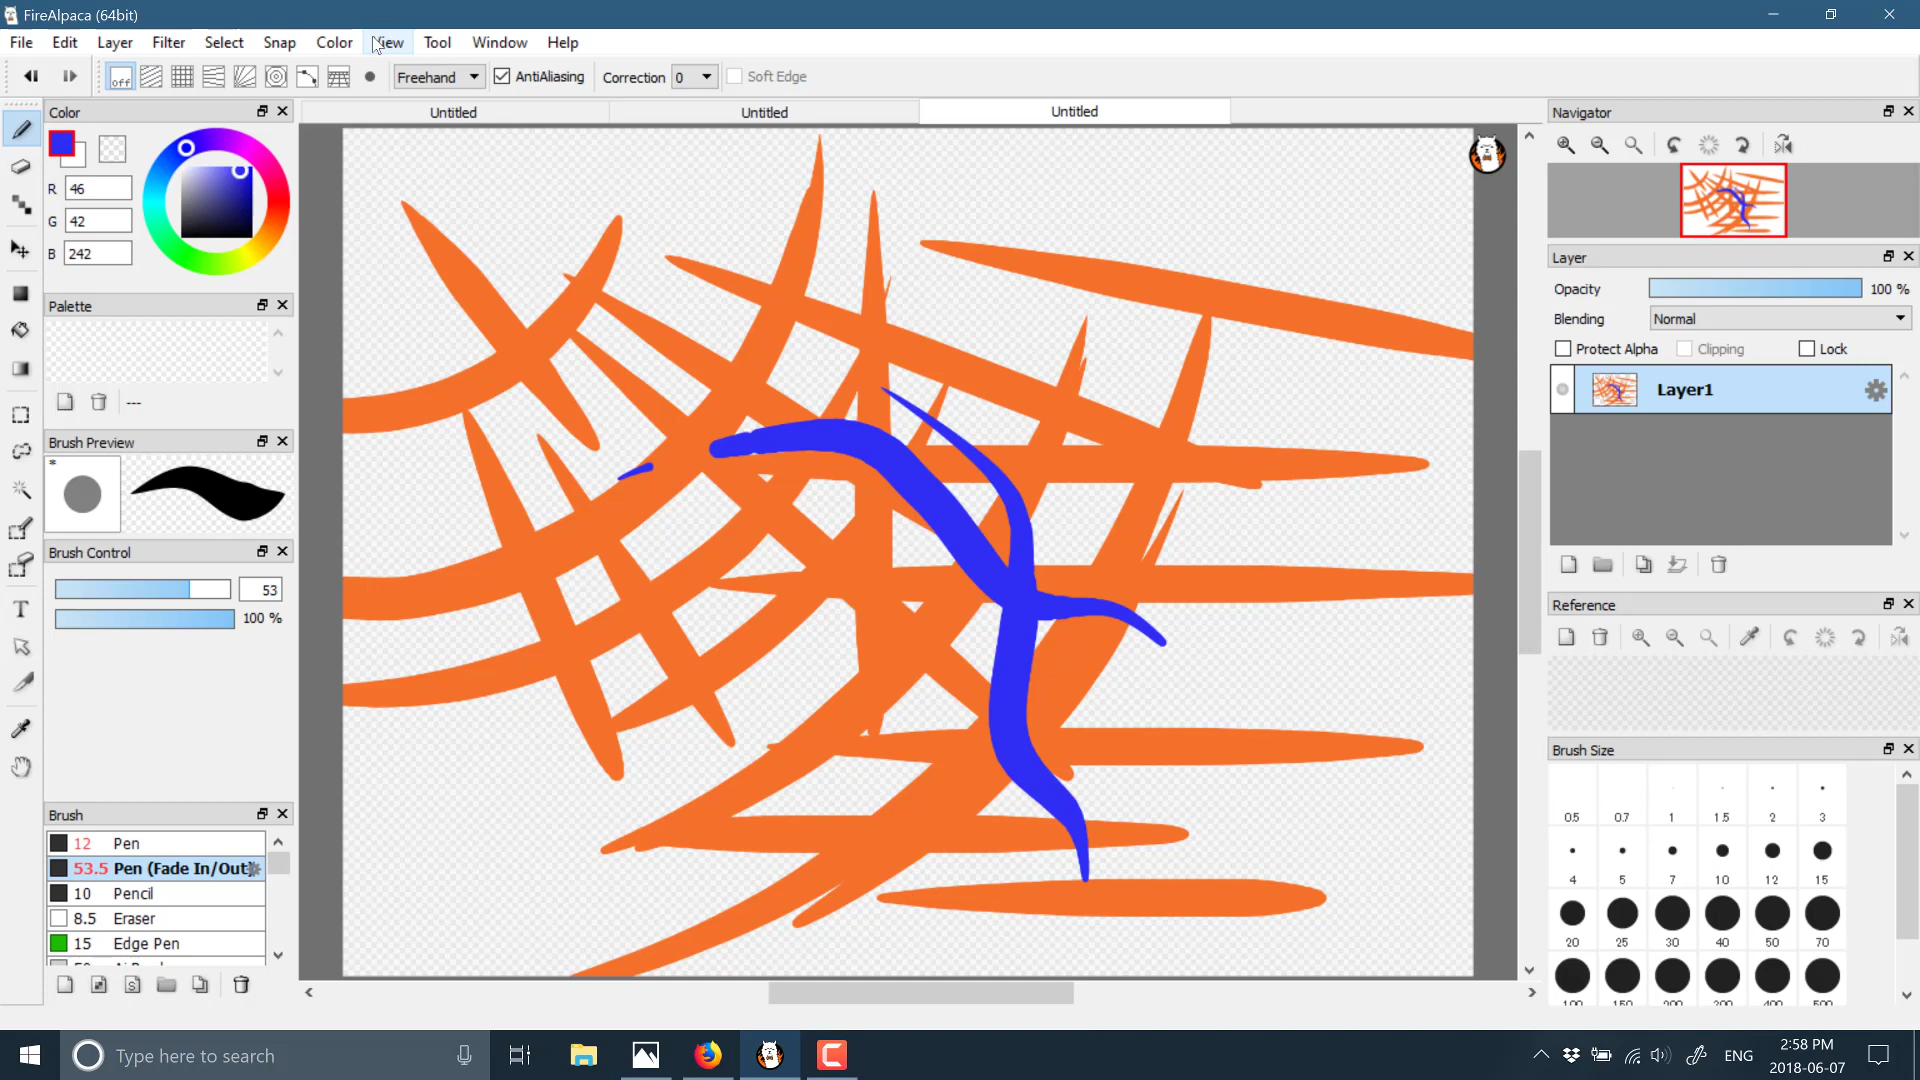 FireAlpaca (64bit)
File Edit Layer Filter Select Snap Color View Tool Window Help
off Freehand AntiAliasing Correction 0 Soft Edge
Color
Untitled Untitled Untitled
Navigator
R 46
G 42
B 242
Palette
---
Brush Preview
*
Brush Control
53
100 %
Brush
12 Pen
53.5 Pen (Fade In/Out)
10 Pencil
8.5 Eraser
15 Edge Pen
S
T
Layer
Opacity 100 %
Blending Normal
Protect Alpha Clipping Lock
Layer1
Reference
Brush Size
0.5 0.7 1 1.5 2 3
4 5 7 10 12 15
20 25 30 40 50 70
Type here to search
ENG
2:58 PM
2018-06-07